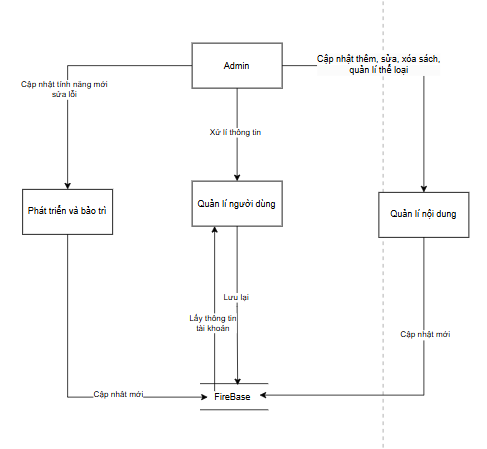 Admin
Cập nhật thêm, sửa, xóa sách,
quản lí thể loại
Cập nhật tính năng mới
sửa lỗi
Xử lí thông tin
Phát triển và bảo trì
Quản lí người dùng
Quản lí nội dung
Lưu lại
Lấy thông tin
tài khoản
Cập nhật mới
Cập nhât mới
FireBase